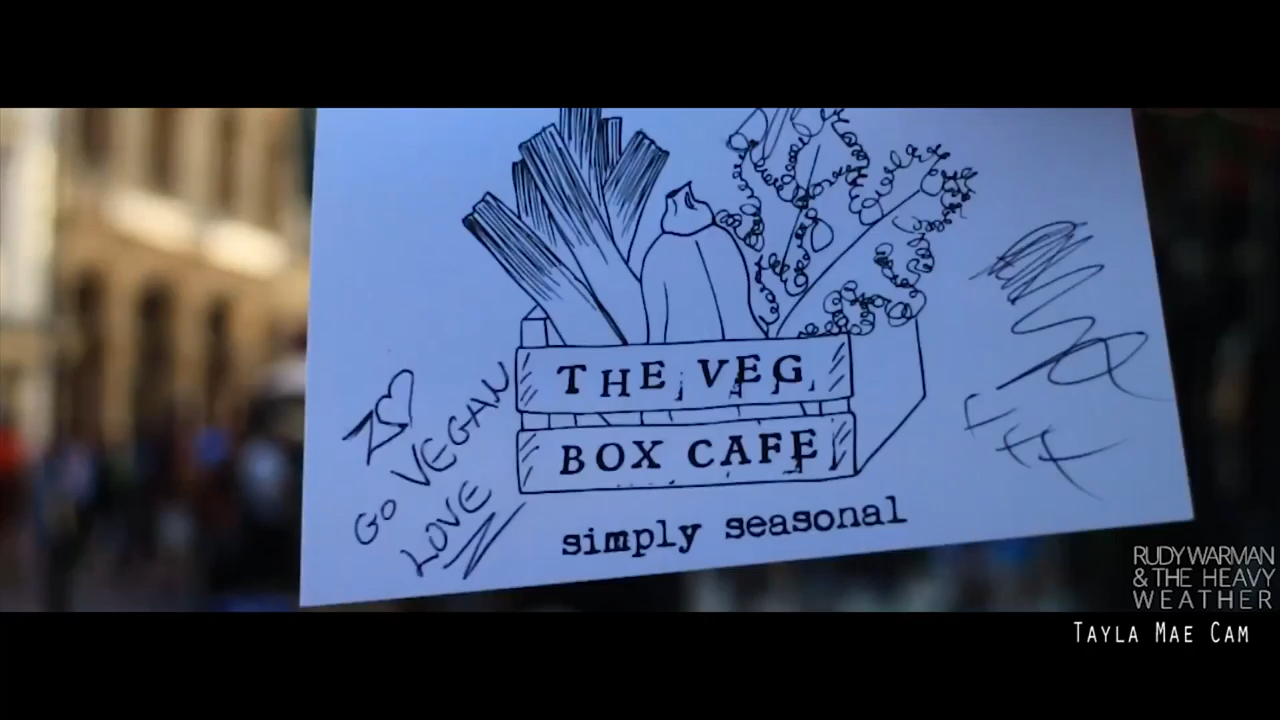 THE VEG
BOX CAFE
simply seasonal
GO VEGAN
LOVE
RUDY WARMAN
& THE HEAVY
WEATHER
TAYLA MAE CAM